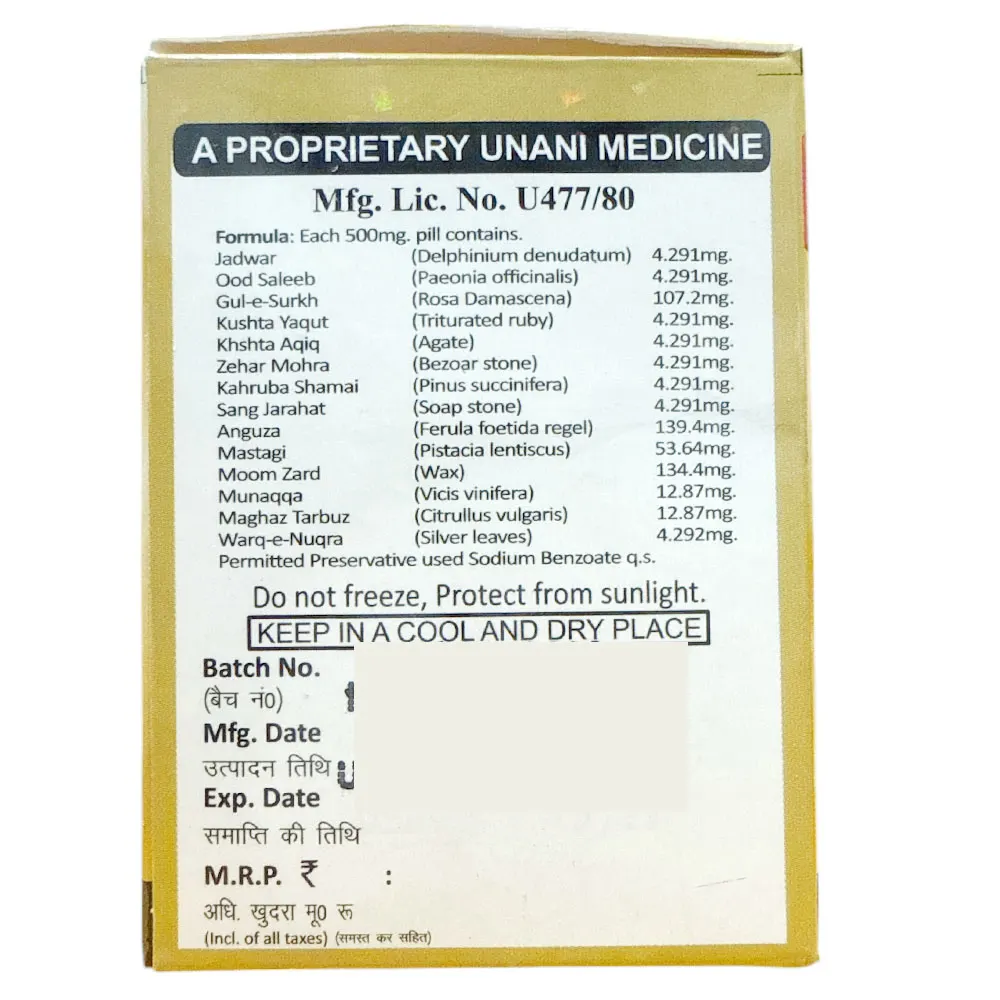 A PROPRIETARY UNANI MEDICINE
Mfg. Lic. No. U477/80
Formula: Each 500mg. pill contains.
Jadwar (Delphinium denudatum) 4.291mg.
Ood Saleeb (Paeonia officinalis) 4.291mg.
Gul-e-Surkh (Rosa Damascena) 107.2mg.
Kushta Yaqut (Triturated ruby) 4.291mg.
Khshta Aqiq (Agate) 4.291mg.
Zehar Mohra (Bezoar stone) 4.291mg.
Kahruba Shamai (Pinus succinifera) 4.291mg.
Sang Jarahat (Soap stone) 4.291mg.
Anguza (Ferula foetida regel) 139.4mg.
Mastagi (Pistacia lentiscus) 53.64mg.
Moom Zard (Wax) 134.4mg.
Munaqqa (Vicis vinifera) 12.87mg.
Maghaz Tarbuz (Citrullus vulgaris) 12.87mg.
Warq-e-Nuqra (Silver leaves) 4.292mg.
Permitted Preservative used Sodium Benzoate q.s.
Do not freeze, Protect from sunlight.
KEEP IN A COOL AND DRY PLACE
Batch No.
(बैच नं0)
Mfg. Date
उत्पादन तिथि
Exp. Date
समाप्ति की तिथि
M.R.P. ₹ :
अधि. खुदरा मू0 रू
(Incl. of all taxes) (समस्त कर सहित)